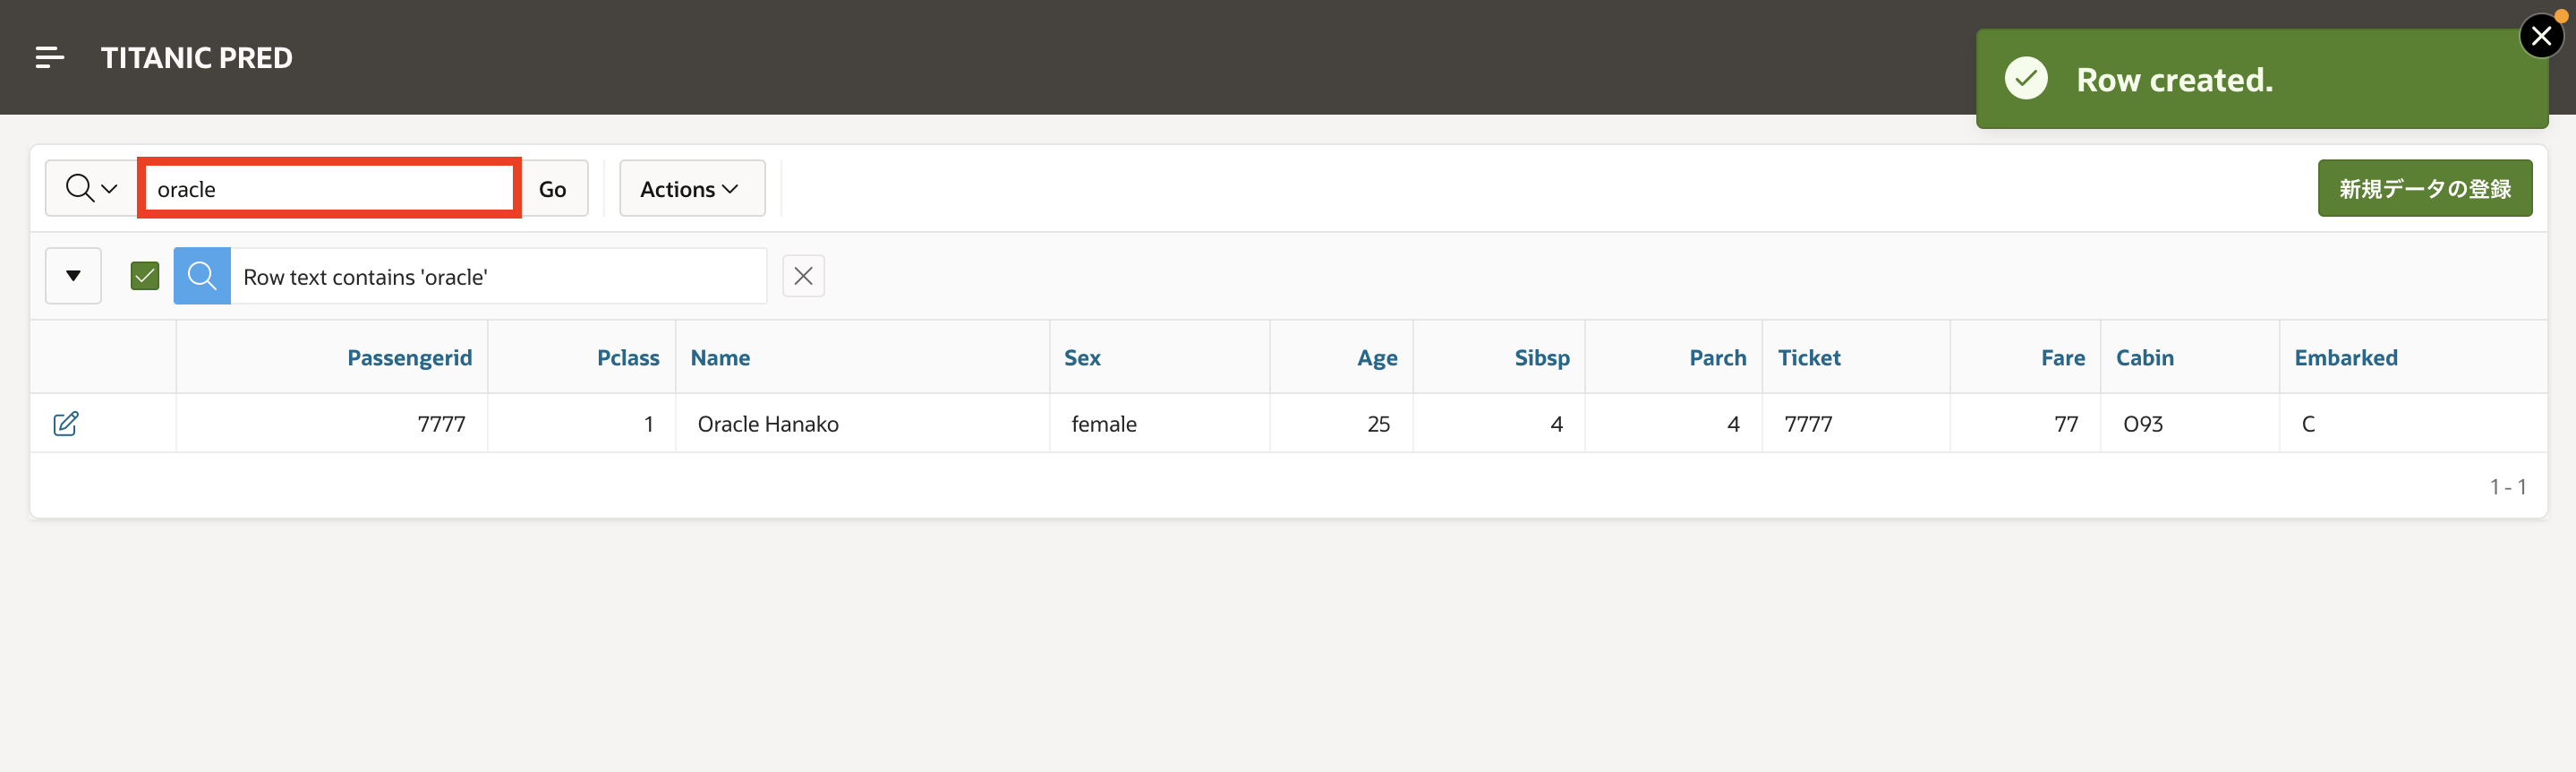 TITANIC PRED
Row created.
oracle
Go
Actions
新規データの登録
Row text contains 'oracle'
Passengerid Pclass Name Sex Age Sibsp Parch Ticket Fare Cabin Embarked
7777 1 Oracle Hanako female 25 4 4 7777 77 O93 C
1 - 1